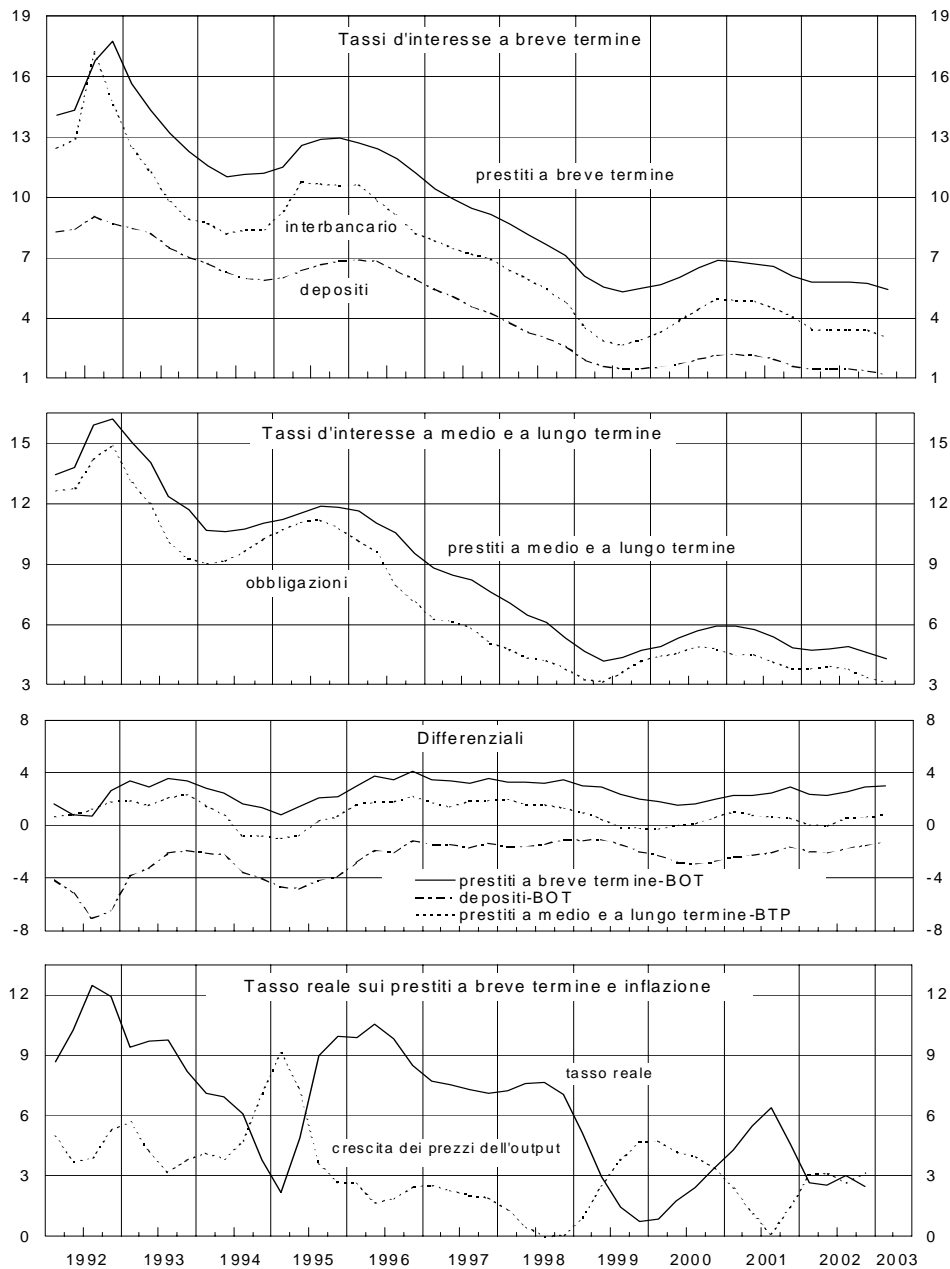 19 19
Tassi d'interesse a breve termine
16 16
13 13
prestiti a breve termine
10 10
interbancario
7 7
depositi
4 4
1 1
15 15
Tassi d'interesse a medio e a lungo termine
12 12
prestiti a medio e a lungo termine
9 9
obbligazioni
6 6
3 3
8 8
Differenziali
4 4
0 0
-4 -4
prestiti a breve termine-BOT
depositi-BOT
prestiti a medio e a lungo termine-BTP
-8 -8
Tasso reale sui prestiti a breve termine e inflazione
12 12
9 9
tasso reale
6 6
crescita dei prezzi dell'output
3 3
0 0
1992 1993 1994 1995 1996 1997 1998 1999 2000 2001 2002 2003